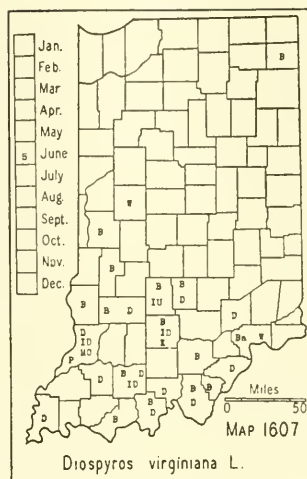 Jan.
Feb.
Mar
Apr.
May
5 June
July
Aug.
Sept.
Oct.
Nov.
Dec.
B
W
B
B
B B
IU D
B D
D
B
ID
K
D
ID
MO
P
Ba W
B
D
D
B
ID
D
B
D
B
B
D
D
B
Miles
0 50
MAP 1607
Diospyros virginiana L.